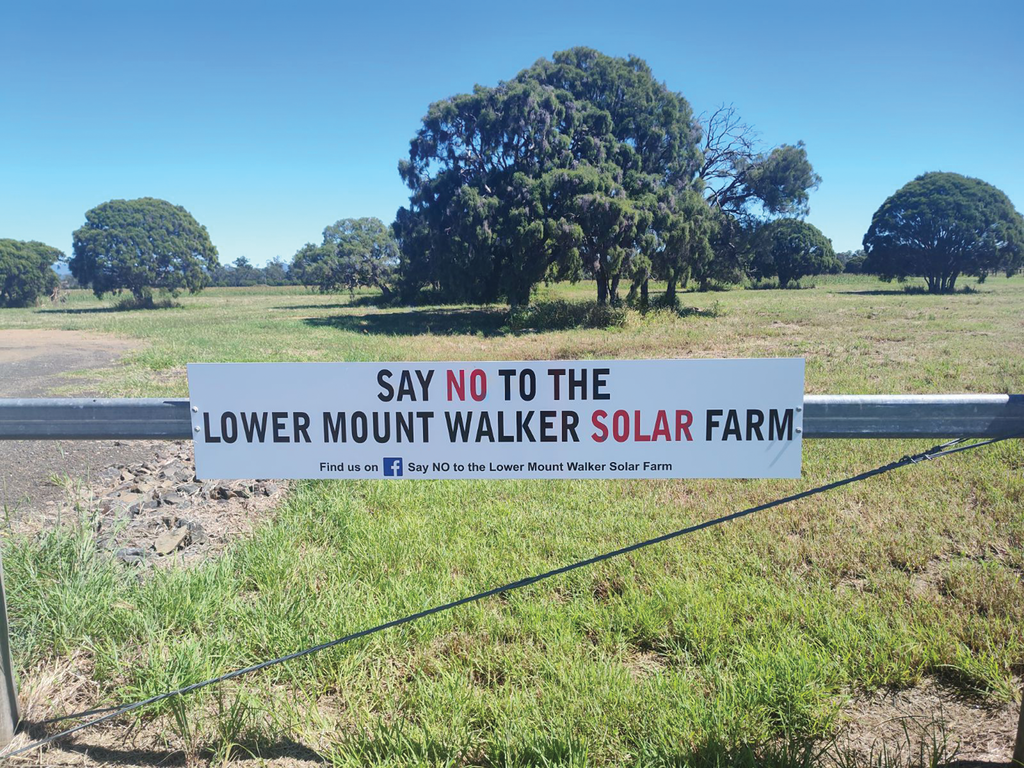 SAY NO TO THE
LOWER MOUNT WALKER SOLAR FARM
Find us on f Say NO to the Lower Mount Walker Solar Farm